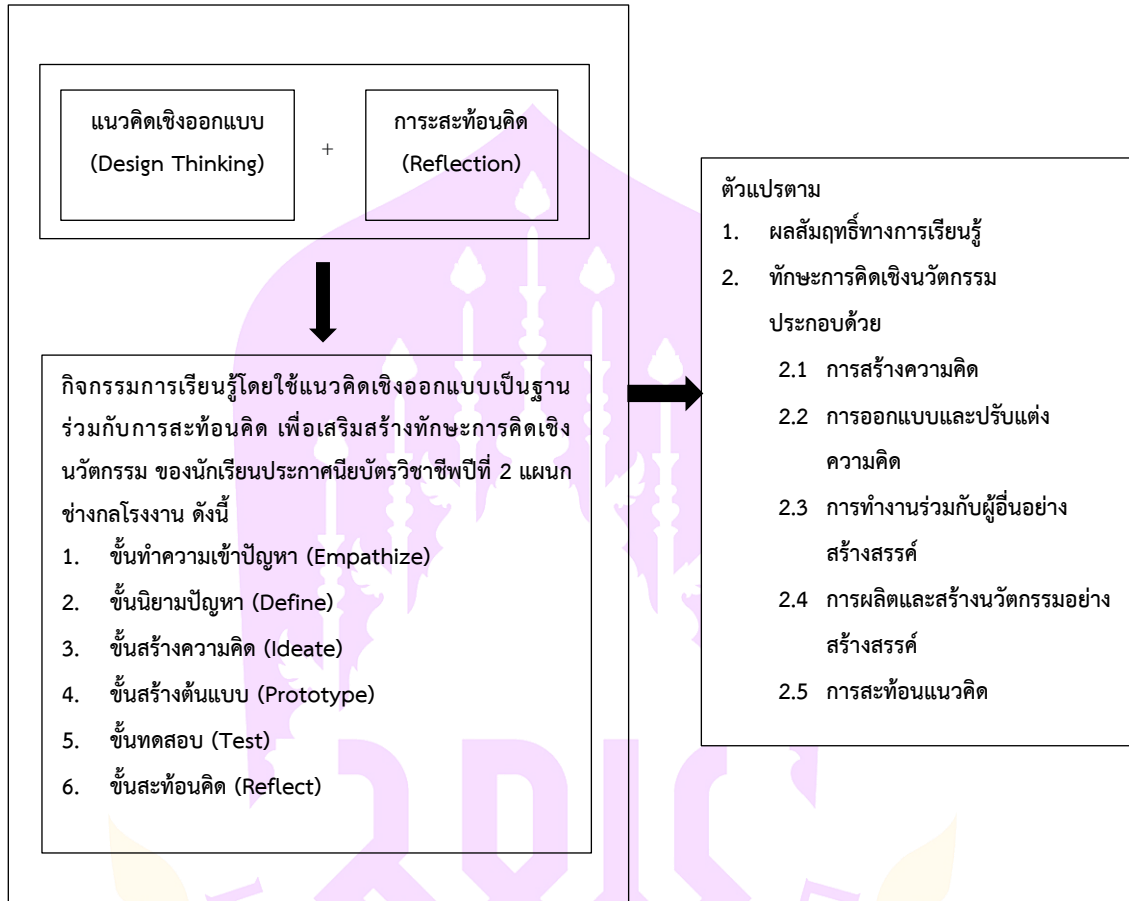 แนวคิดเชิงออกแบบ
(Design Thinking)
+
การะสะท้อนคิด
(Reflection)
กิจกรรมการเรียนรู้โดยใช้แนวคิดเชิงออกแบบเป็นฐาน
ร่วมกับการสะท้อนคิด เพื่อเสริมสร้างทักษะการคิดเชิง
นวัตกรรม ของนักเรียนประกาศนียบัตรวิชาชีพปีที่ 2 แผนก
ช่างกลโรงงาน ดังนี้
1. ขั้นทำความเข้าปัญหา (Empathize)
2. ขั้นนิยามปัญหา (Define)
3. ขั้นสร้างความคิด (Ideate)
4. ขั้นสร้างต้นแบบ (Prototype)
5. ขั้นทดสอบ (Test)
6. ขั้นสะท้อนคิด (Reflect)
ตัวแปรตาม
1. ผลสัมฤทธิ์ทางการเรียนรู้
2. ทักษะการคิดเชิงนวัตกรรม
ประกอบด้วย
2.1 การสร้างความคิด
2.2 การออกแบบและปรับแต่ง
ความคิด
2.3 การทำงานร่วมกับผู้อื่นอย่าง
สร้างสรรค์
2.4 การผลิตและสร้างนวัตกรรมอย่าง
สร้างสรรค์
2.5 การสะท้อนแนวคิด